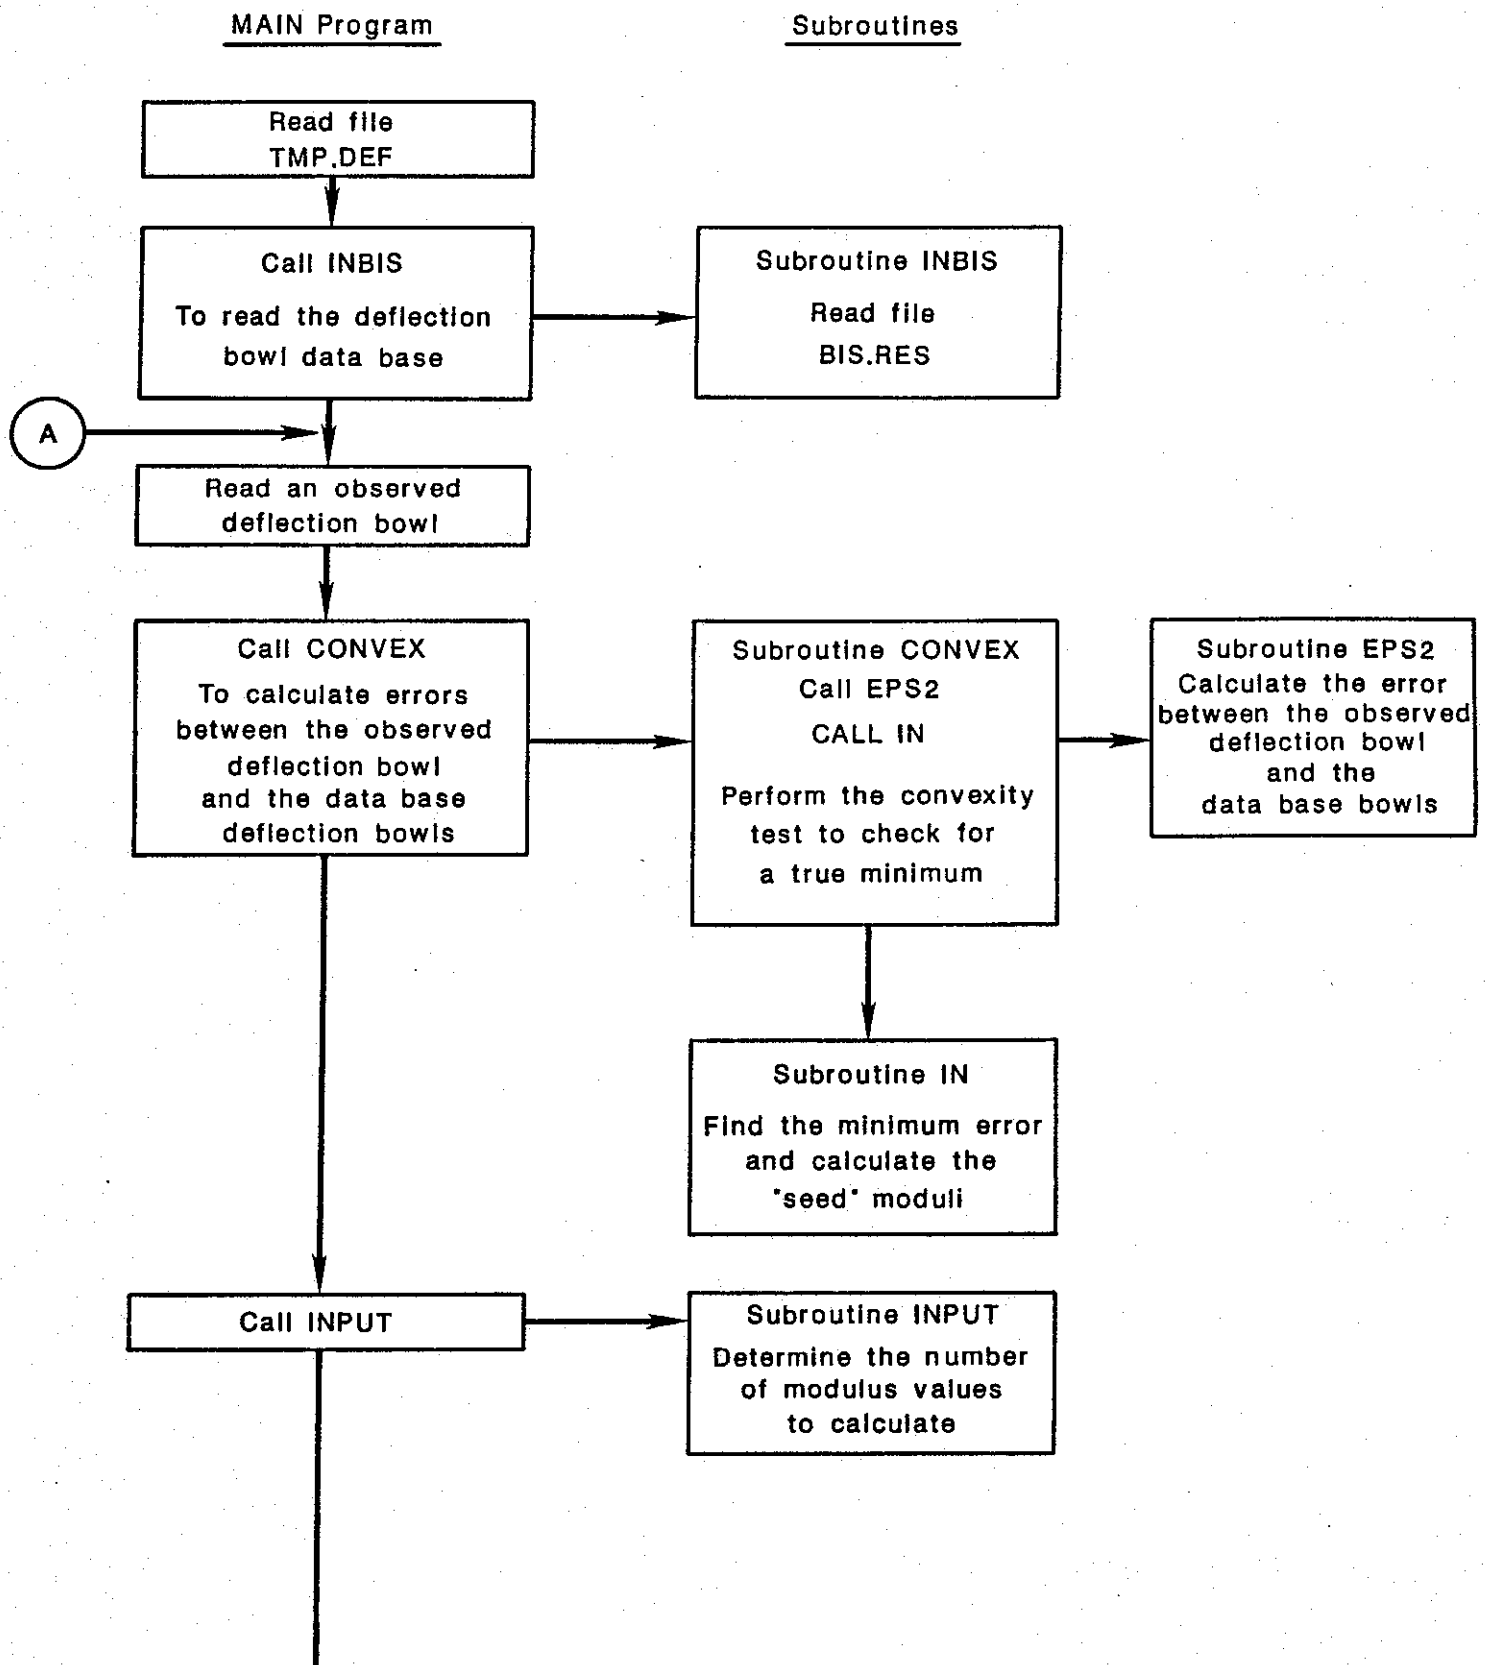 MAIN Program
Subroutines
Read file
TMP.DEF
Call INBIS
To read the deflection
bowl data base
Subroutine INBIS
Read file
BIS.RES
A
Read an observed
deflection bowl
Call CONVEX
To calculate errors
between the observed
deflection bowl
and the data base
deflection bowls
Subroutine CONVEX
Call EPS2
CALL IN
Perform the convexity
test to check for
a true minimum
Subroutine EPS2
Calculate the error
between the observed
deflection bowl
and the
data base bowls
Subroutine IN
Find the minimum error
and calculate the
"seed" moduli
Call INPUT
Subroutine INPUT
Determine the number
of modulus values
to calculate